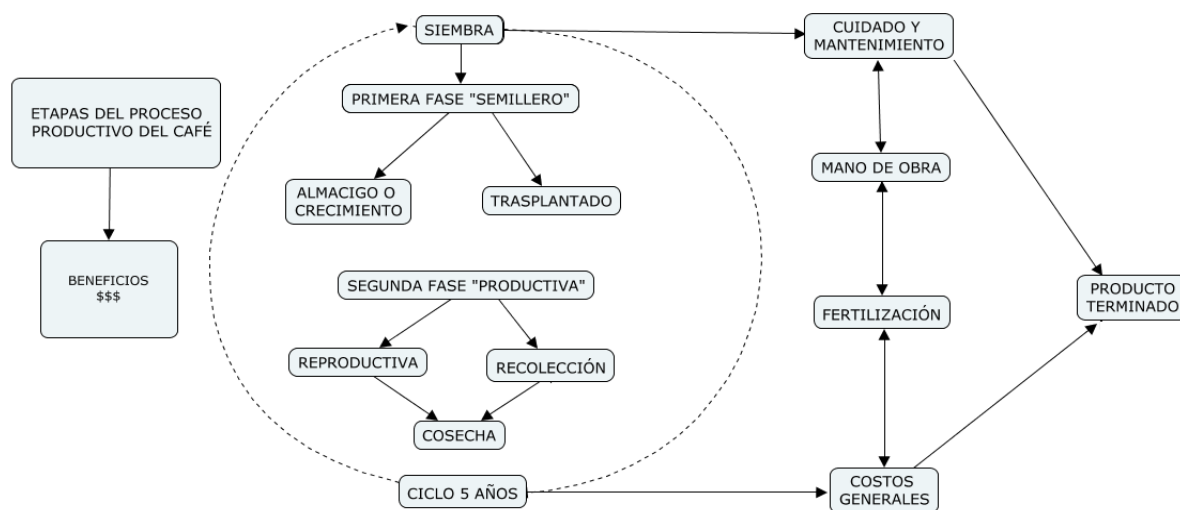 ETAPAS DEL PROCESO
PRODUCTIVO DEL CAFÉ
BENEFICIOS
$$$
SIEMBRA
PRIMERA FASE "SEMILLERO"
ALMACIGO O
CRECIMIENTO
TRASPLANTADO
SEGUNDA FASE "PRODUCTIVA"
REPRODUCTIVA
RECOLECCIÓN
COSECHA
CICLO 5 AÑOS
CUIDADO Y
MANTENIMIENTO
MANO DE OBRA
FERTILIZACIÓN
COSTOS
GENERALES
PRODUCTO
TERMINADO